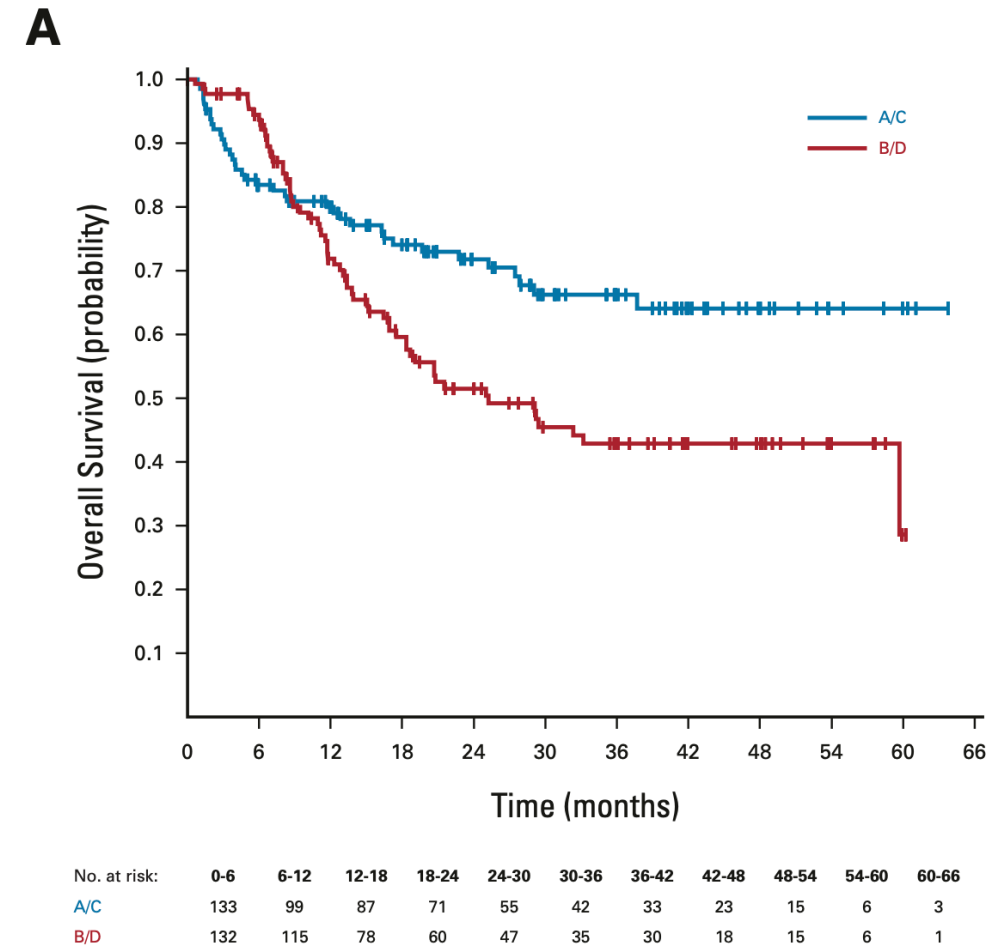 A
1.0
0.9
0.8
0.7
0.6
0.5
0.4
0.3
0.2
0.1
Overall Survival (probability)
A/C
B/D
0 6 12 18 24 30 36 42 48 54 60 66
Time (months)
No. at risk: 0-6 6-12 12-18 18-24 24-30 30-36 36-42 42-48 48-54 54-60 60-66
A/C 133 99 87 71 55 42 33 23 15 6 3
B/D 132 115 78 60 47 35 30 18 15 6 1